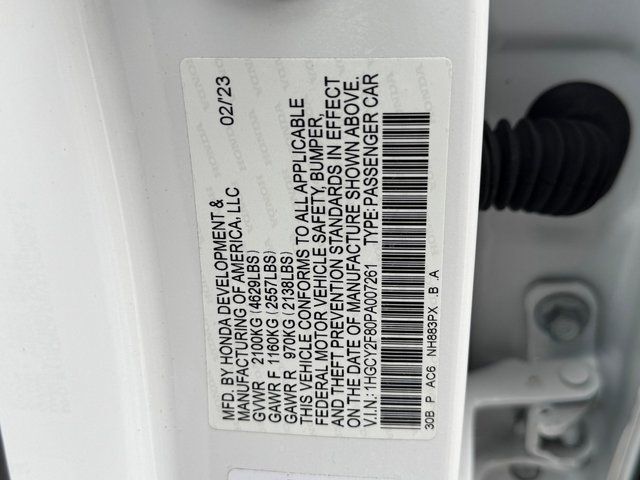 MFD. BY HONDA DEVELOPMENT & 02/'23
MANUFACTURING OF AMERICA, LLC
GVWR 2100KG (4629LBS)
GAWR F 1160KG (2557LBS)
GAWR R 970KG (2138LBS)
THIS VEHICLE CONFORMS TO ALL APPLICABLE
FEDERAL MOTOR VEHICLE SAFETY, BUMPER,
AND THEFT PREVENTION STANDARDS IN EFFECT
ON THE DATE OF MANUFACTURE SHOWN ABOVE.
V.I.N.: 1HGCY2F80PA007261 TYPE: PASSENGER CAR
30B P AC6 NH883PX .B .A